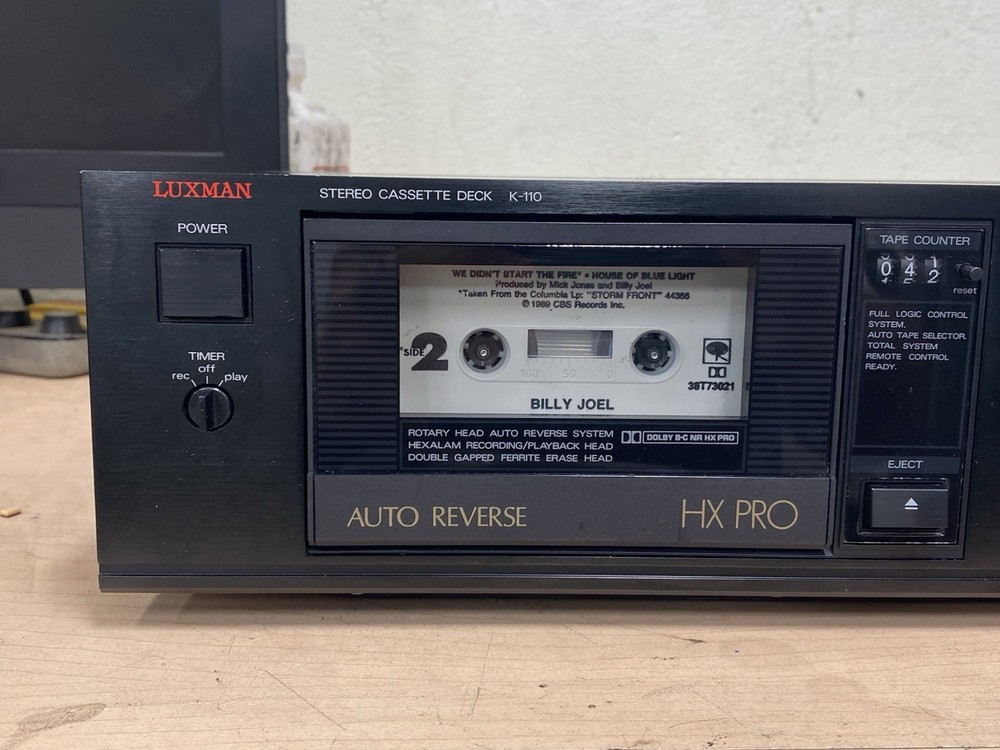 LUXMAN
STEREO CASSETTE DECK K-110
POWER
TIMER
off
rec play
WE DIDN'T START THE FIRE* • HOUSE OF BLUE LIGHT
Produced by Mick Jones and Billy Joel
*Taken From the Columbia Lp: "STORM FRONT" 44366
© 1989 CBS Records Inc.
*SIDE 2
100 50 0
38T73021
BILLY JOEL
ROTARY HEAD AUTO REVERSE SYSTEM
HEXALAM RECORDING/PLAYBACK HEAD
DOUBLE GAPPED FERRITE ERASE HEAD
DOLBY B·C NR HX PRO
AUTO REVERSE HX PRO
TAPE COUNTER
0 4 2
reset
FULL LOGIC CONTROL
SYSTEM.
AUTO TAPE SELECTOR.
TOTAL SYSTEM
REMOTE CONTROL
READY.
EJECT